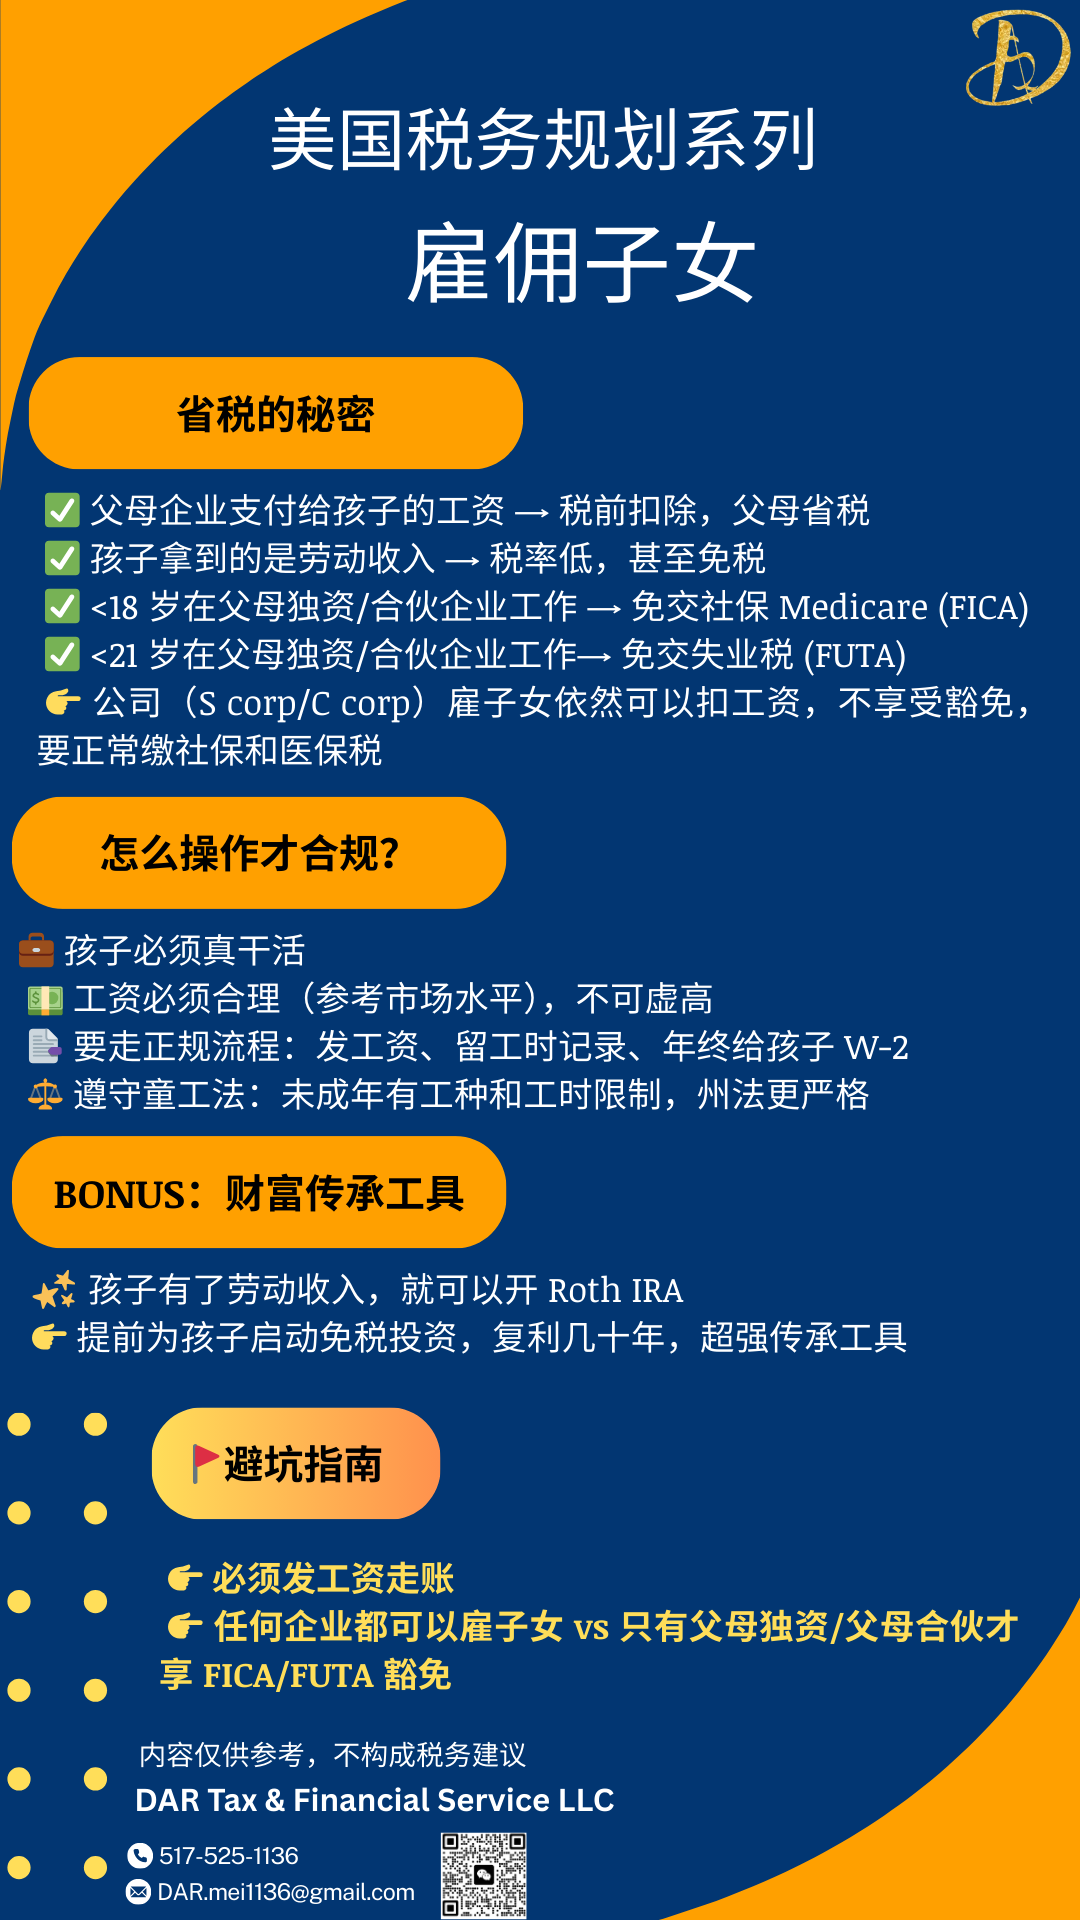 美国税务规划系列
雇佣子女
省税的秘密
✅ 父母企业支付给孩子的工资 → 税前扣除，父母省税
✅ 孩子拿到的是劳动收入 → 税率低，甚至免税
✅ <18 岁在父母独资/合伙企业工作 → 免交社保 Medicare (FICA)
✅ <21 岁在父母独资/合伙企业工作→ 免交失业税 (FUTA)
👉 公司（S corp/C corp）雇子女依然可以扣工资，不享受豁免，
要正常缴社保和医保税
怎么操作才合规？
💼 孩子必须真干活
💵 工资必须合理（参考市场水平），不可虚高
📄 要走正规流程：发工资、留工时记录、年终给孩子 W-2
⚖️ 遵守童工法：未成年有工种和工时限制，州法更严格
BONUS：财富传承工具
🌟 孩子有了劳动收入，就可以开 Roth IRA
👉 提前为孩子启动免税投资，复利几十年，超强传承工具
🚩避坑指南
👉 必须发工资走账
👉 任何企业都可以雇子女 vs 只有父母独资/父母合伙才
享 FICA/FUTA 豁免
内容仅供参考，不构成税务建议
DAR Tax & Financial Service LLC
517-525-1136
DAR.mei1136@gmail.com